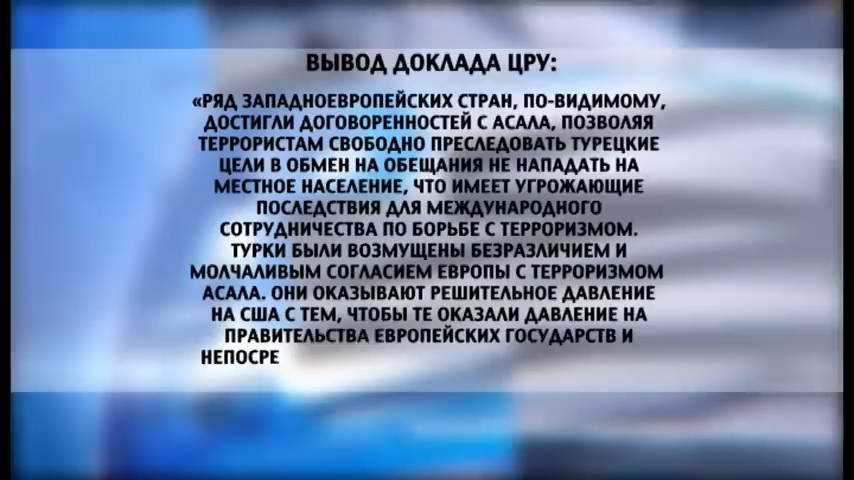 ВЫВОД ДОКЛАДА ЦРУ:
«РЯД ЗАПАДНОЕВРОПЕЙСКИХ СТРАН, ПО-ВИДИМОМУ,
ДОСТИГЛИ ДОГОВОРЕННОСТЕЙ С АСАЛА, ПОЗВОЛЯЯ
ТЕРРОРИСТАМ СВОБОДНО ПРЕСЛЕДОВАТЬ ТУРЕЦКИЕ
ЦЕЛИ В ОБМЕН НА ОБЕЩАНИЯ НЕ НАПАДАТЬ НА
МЕСТНОЕ НАСЕЛЕНИЕ, ЧТО ИМЕЕТ УГРОЖАЮЩИЕ
ПОСЛЕДСТВИЯ ДЛЯ МЕЖДУНАРОДНОГО
СОТРУДНИЧЕСТВА ПО БОРЬБЕ С ТЕРРОРИЗМОМ.
ТУРКИ БЫЛИ ВОЗМУЩЕНЫ БЕЗРАЗЛИЧИЕМ И
МОЛЧАЛИВЫМ СОГЛАСИЕМ ЕВРОПЫ С ТЕРРОРИЗМОМ
АСАЛА. ОНИ ОКАЗЫВАЮТ РЕШИТЕЛЬНОЕ ДАВЛЕНИЕ
НА США С ТЕМ, ЧТОБЫ ТЕ ОКАЗАЛИ ДАВЛЕНИЕ НА
ПРАВИТЕЛЬСТВА ЕВРОПЕЙСКИХ ГОСУДАРСТВ И
НЕПОСРЕ